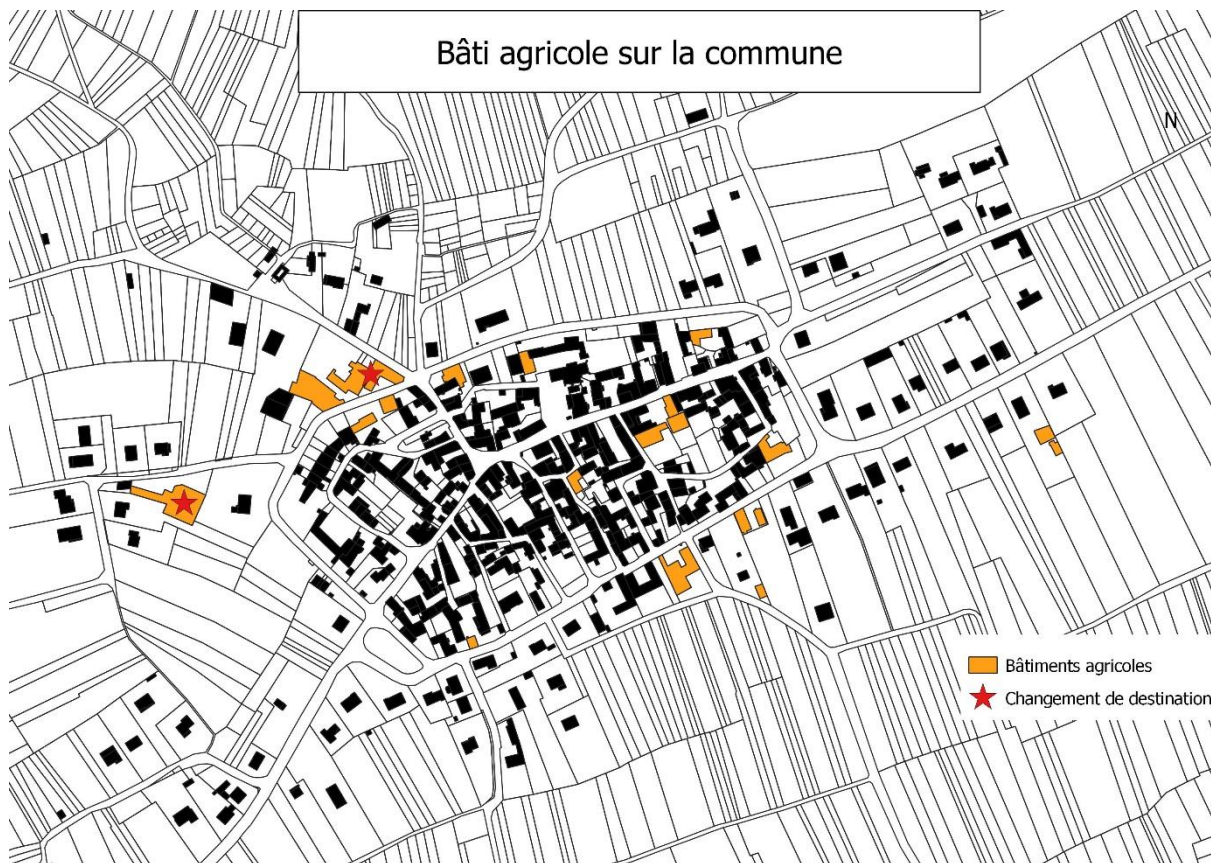 Bâti agricole sur la commune
N
Bâtiments agricoles
Changement de destination